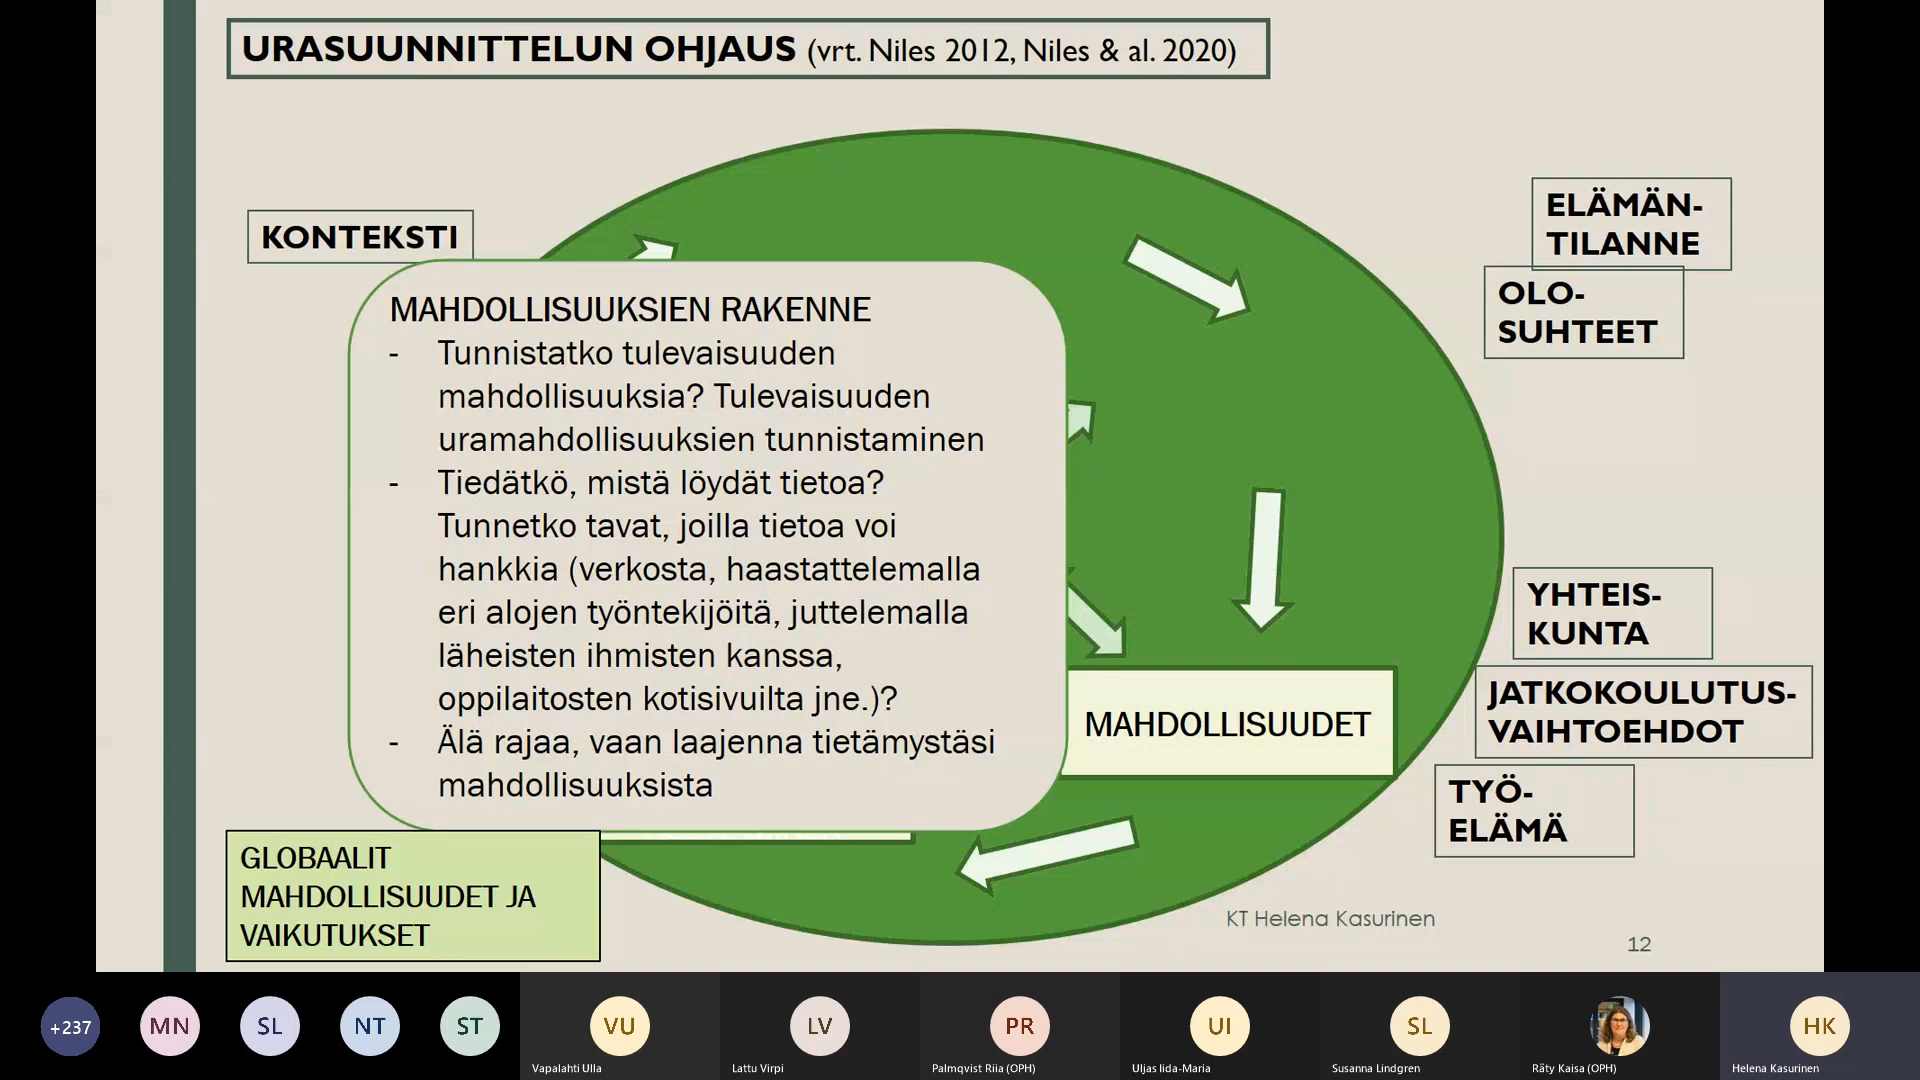 URASUUNNITTELUN OHJAUS (vrt. Niles 2012, Niles & al. 2020)
KONTEKSTI
ELÄMÄN-
TILANNE
OLO-
SUHTEET
MAHDOLLISUUKSIEN RAKENNE
- Tunnistatko tulevaisuuden
mahdollisuuksia? Tulevaisuuden
uramahdollisuuksien tunnistaminen
- Tiedätkö, mistä löydät tietoa?
Tunnetko tavat, joilla tietoa voi
hankkia (verkosta, haastattelemalla
eri alojen työntekijöitä, juttelemalla
läheisten ihmisten kanssa,
oppilaitosten kotisivuilta jne.)?
- Älä rajaa, vaan laajenna tietämystäsi
mahdollisuuksista
MAHDOLLISUUDET
YHTEIS-
KUNTA
JATKOKOULUTUS-
VAIHTOEHDOT
TYÖ-
ELÄMÄ
GLOBAALIT
MAHDOLLISUUDET JA
VAIKUTUKSET
KT Helena Kasurinen
12
+237
MN
SL
NT
ST
VU
LV
PR
UI
SL
HK
Vapalahti Ulla
Lattu Virpi
Palmqvist Riia (OPH)
Uljas Iida-Maria
Susanna Lindgren
Räty Kaisa (OPH)
Helena Kasurinen